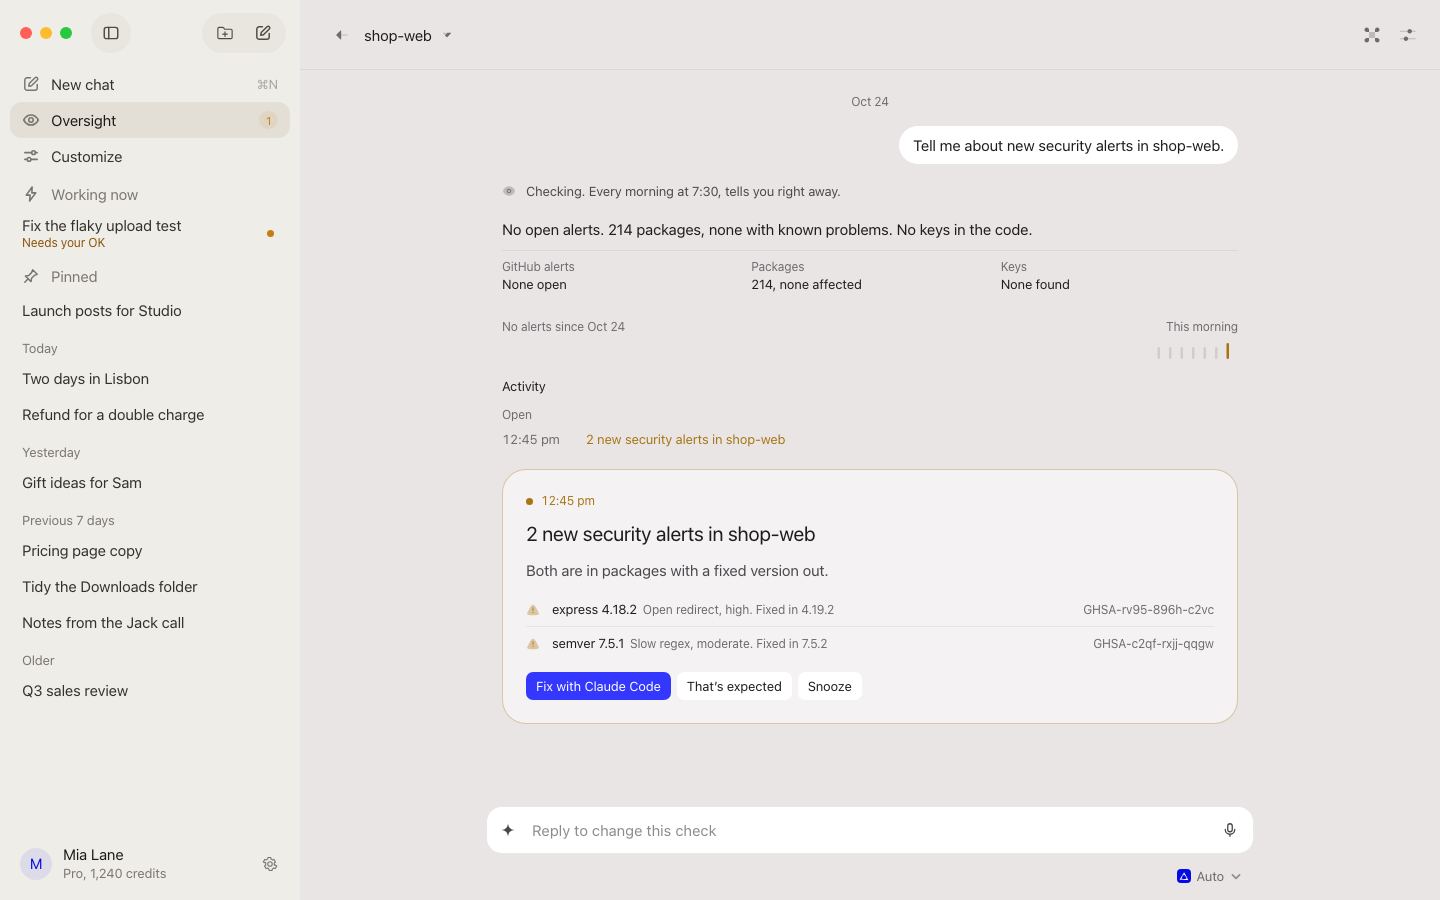 New chat
⌘N
Oversight
1
Customize
Working now
Fix the flaky upload test
Needs your OK
Pinned
Launch posts for Studio
Today
Two days in Lisbon
Refund for a double charge
Yesterday
Gift ideas for Sam
Previous 7 days
Pricing page copy
Tidy the Downloads folder
Notes from the Jack call
Older
Q3 sales review
M
Mia Lane
Pro, 1,240 credits
shop-web
Oct 24
Tell me about new security alerts in shop-web.
Checking. Every morning at 7:30, tells you right away.
No open alerts. 214 packages, none with known problems. No keys in the code.
GitHub alerts
None open
Packages
214, none affected
Keys
None found
No alerts since Oct 24
This morning
Activity
Open
12:45 pm 2 new security alerts in shop-web
12:45 pm
2 new security alerts in shop-web
Both are in packages with a fixed version out.
express 4.18.2 Open redirect, high. Fixed in 4.19.2 GHSA-rv95-896h-c2vc
semver 7.5.1 Slow regex, moderate. Fixed in 7.5.2 GHSA-c2qf-rxjj-qqgw
Fix with Claude Code
That's expected
Snooze
Reply to change this check
Auto